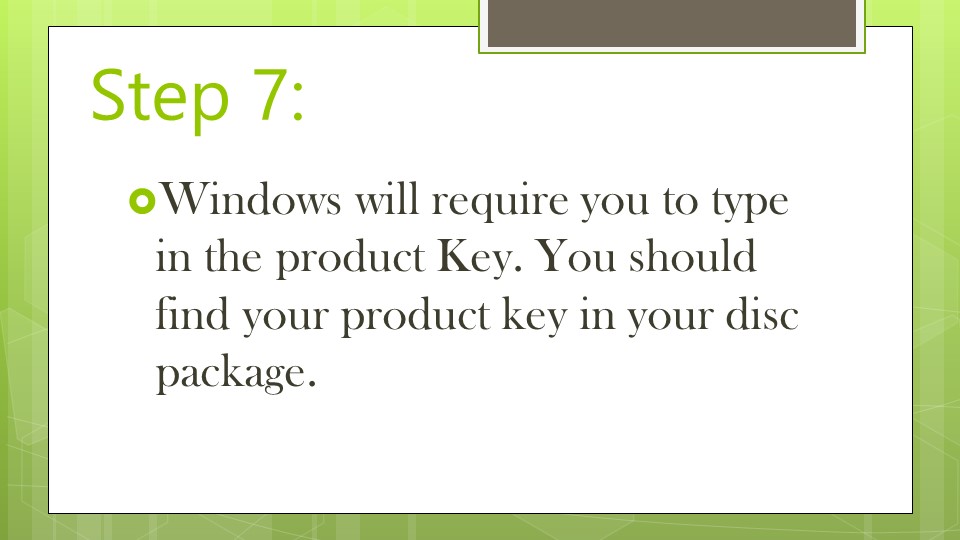 Step 7:
Windows will require you to type
in the product Key. You should
find your product key in your disc
package.